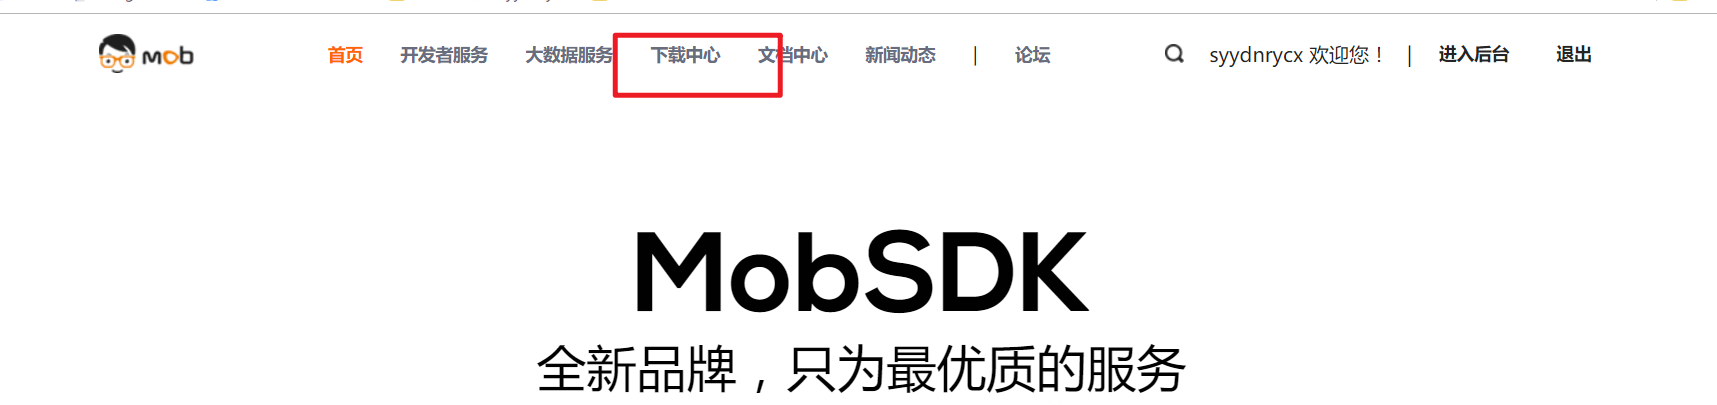 mob 首页 开发者服务 大数据服务 下载中心 文档中心 新闻动态 | 论坛 syydnrycx 欢迎您！ | 进入后台 退出
MobSDK
全新品牌，只为最优质的服务